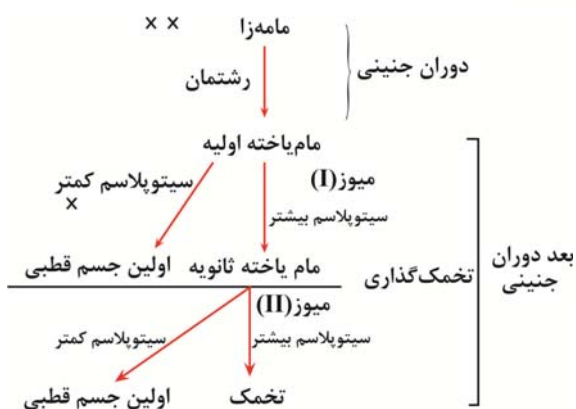 × × مامه‌زا
رشتمان
دوران جنینی
مام‌یاخته اولیه
سیتوپلاسم کمتر
×
میوز(I)
سیتوپلاسم بیشتر
اولین جسم قطبی
مام یاخته ثانویه
تخمک‌گذاری
بعد دوران
جنینی
میوز(II)
سیتوپلاسم کمتر
سیتوپلاسم بیشتر
اولین جسم قطبی
تخمک